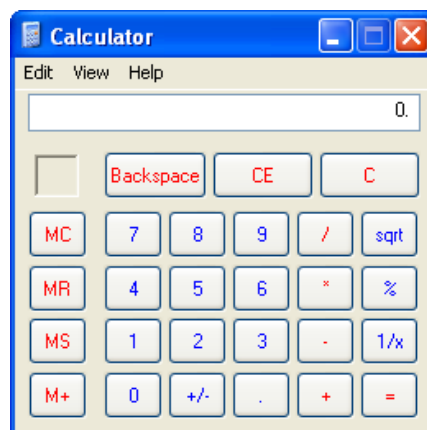 Calculator
Edit View Help
0.
Backspace CE C
MC 7 8 9 / sqrt
MR 4 5 6 * %
MS 1 2 3 - 1/x
M+ 0 +/- . + =